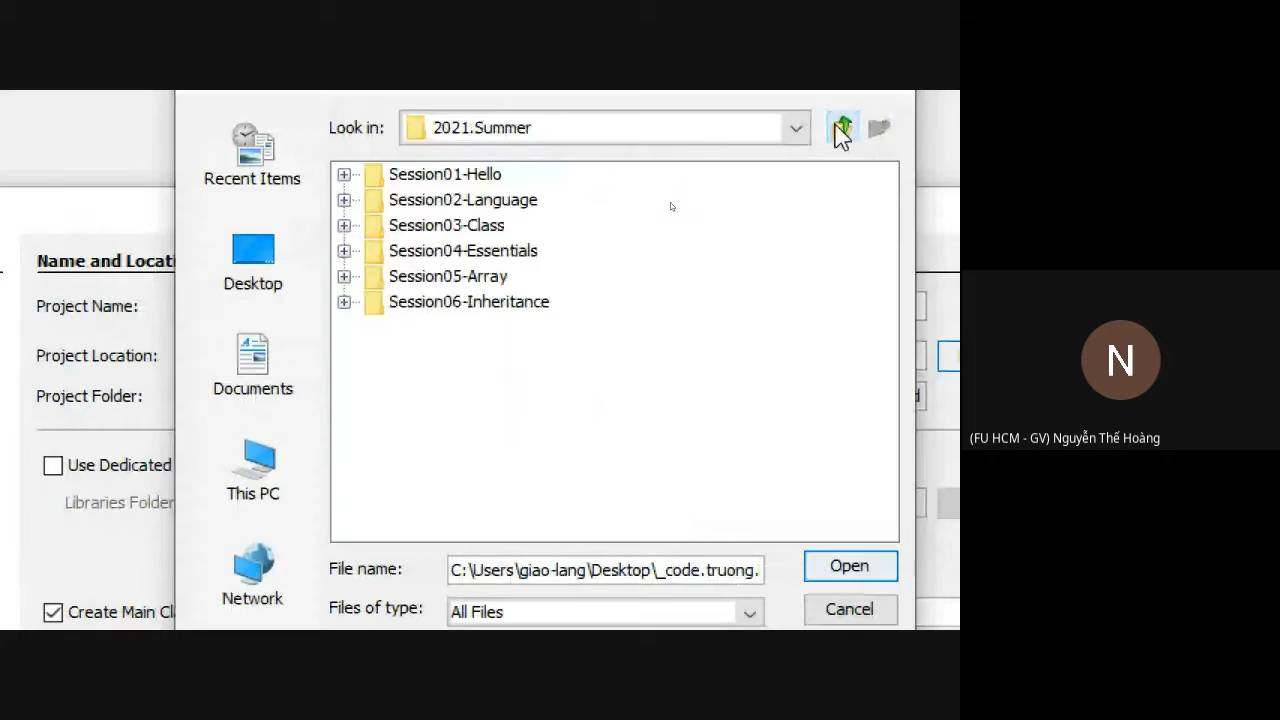 Look in:
2021.Summer
Recent Items
Desktop
Documents
This PC
Network
Session01-Hello
Session02-Language
Session03-Class
Session04-Essentials
Session05-Array
Session06-Inheritance
Name and Locati
Project Name:
Project Location:
Project Folder:
Use Dedicated
Libraries Folder
Create Main Cl
File name:
C:\Users\giao-lang\Desktop\_code.truong.
Open
Files of type:
All Files
Cancel
N
(FU HCM - GV) Nguyễn Thế Hoàng